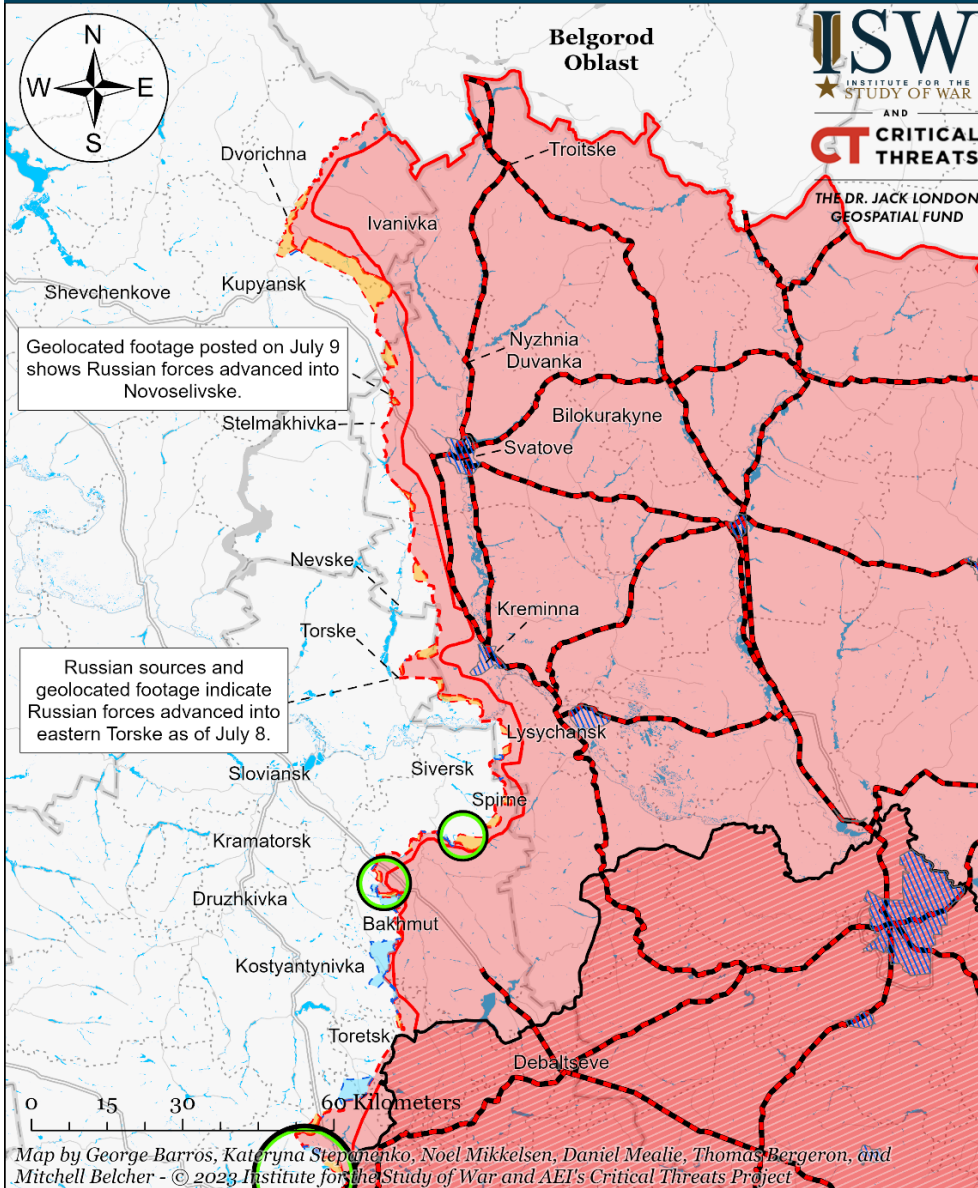 N
W
E
S
Belgorod
Oblast
ISW
INSTITUTE FOR THE
STUDY OF WAR
AND
CT CRITICAL
THREATS
THE DR. JACK LONDON
GEOSPATIAL FUND
Dvorichna
Troitske
Ivanivka
Shevchenkove
Kupyansk
Geolocated footage posted on July 9
shows Russian forces advanced into
Novoselivske.
Nyzhnia
Duvanka
Stelmakhivka
Bilokurakyne
Svatove
Nevske
Kreminna
Torske
Russian sources and
geolocated footage indicate
Russian forces advanced into
eastern Torske as of July 8.
Lysychansk
Sloviansk
Siversk
Spirne
Kramatorsk
Druzhkivka
Bakhmut
Kostyantynivka
Toretsk
Debaltseve
0 15 30 60 Kilometers
Map by George Barros, Kateryna Stepanenko, Noel Mikkelsen, Daniel Mealie, Thomas Bergeron, and
Mitchell Belcher - © 2023 Institute for the Study of War and AEI's Critical Threats Project